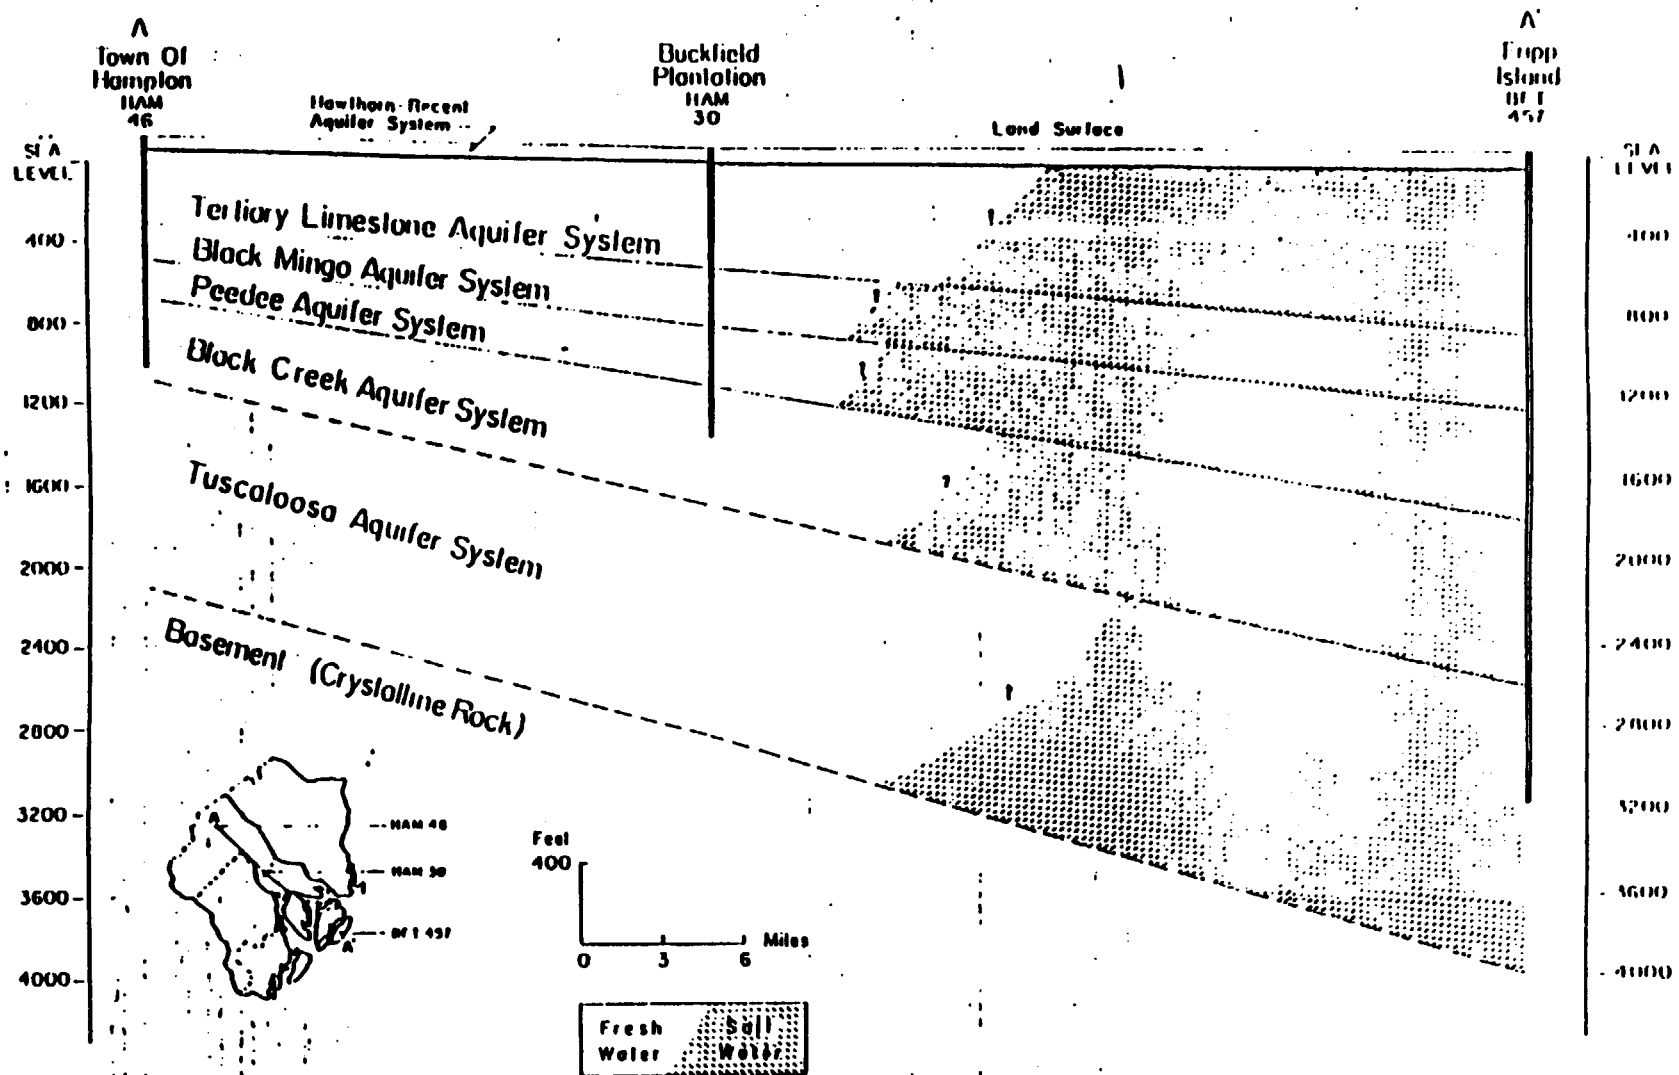 A
Town Of
Hampton
HAM
46
Hawthorn-Recent
Aquifer System
Buckfield
Plantation
HAM
30
Land Surface
A'
Fripp
Island
BFT
457
SEA
LEVEL
400
800
1200
1600
2000
2400
2800
3200
3600
4000
SEA
LEVEL
400
800
1200
1600
2000
2400
2800
3200
3600
4000
Tertiary Limestone Aquifer System
Black Mingo Aquifer System
Peedee Aquifer System
Black Creek Aquifer System
Tuscaloosa Aquifer System
Basement (Crystalline Rock)
?
?
?
?
A
HAM 46
HAM 30
BFT 457
A'
Feet
400
0 3 6 Miles
Fresh Salt
Water Water